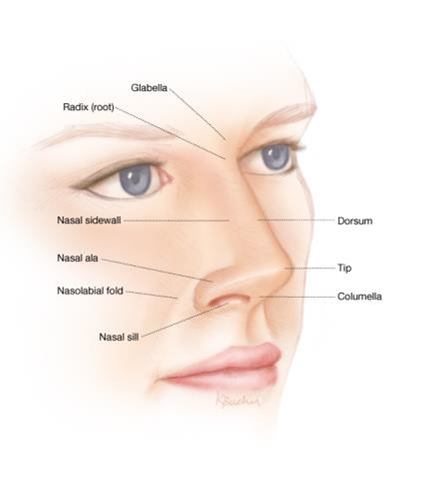 Glabella
Radix (root)
Nasal sidewall
Dorsum
Nasal ala
Tip
Nasolabial fold
Columella
Nasal sill